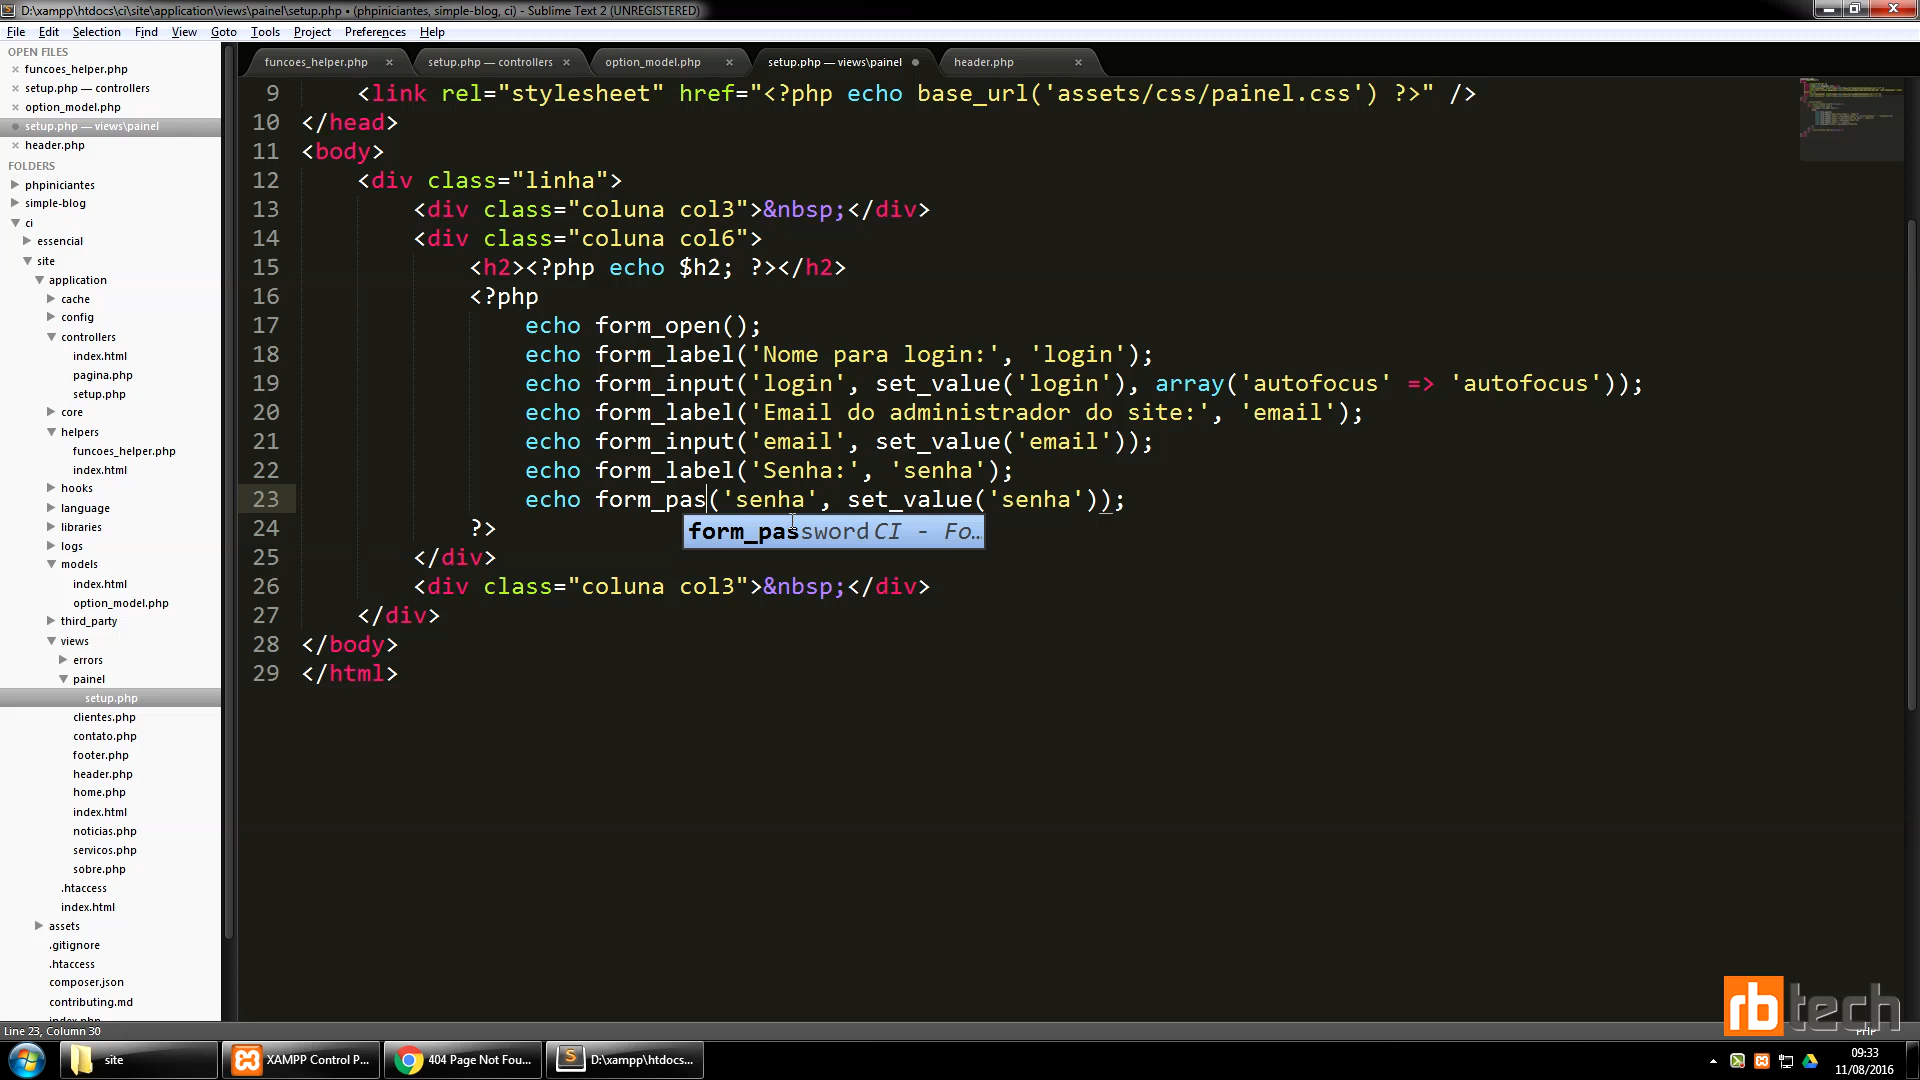 D:\xampp\htdocs\ci\site\application\views\painel\setup.php • (phpiniciantes, simple-blog, ci) - Sublime Text 2 (UNREGISTERED)
File Edit Selection Find View Goto Tools Project Preferences Help
OPEN FILES
funcoes_helper.php
setup.php — controllers
option_model.php
setup.php — views\painel
header.php
FOLDERS
phpiniciantes
simple-blog
ci
essencial
site
application
cache
config
controllers
index.html
pagina.php
setup.php
core
helpers
funcoes_helper.php
index.html
hooks
language
libraries
logs
models
index.html
option_model.php
third_party
views
errors
painel
setup.php
clientes.php
contato.php
footer.php
header.php
home.php
index.html
noticias.php
servicos.php
sobre.php
.htaccess
index.html
assets
.gitignore
.htaccess
composer.json
contributing.md
index.php
funcoes_helper.php setup.php — controllers option_model.php setup.php — views\painel header.php
9 <link rel="stylesheet" href="<?php echo base_url('assets/css/painel.css') ?>" />
10 </head>
11 <body>
12 <div class="linha">
13 <div class="coluna col3">&nbsp;</div>
14 <div class="coluna col6">
15 <h2><?php echo $h2; ?></h2>
16 <?php
17 echo form_open();
18 echo form_label('Nome para login:', 'login');
19 echo form_input('login', set_value('login'), array('autofocus' => 'autofocus'));
20 echo form_label('Email do administrador do site:', 'email');
21 echo form_input('email', set_value('email'));
22 echo form_label('Senha:', 'senha');
23 echo form_pas('senha', set_value('senha'));
form_password CI - Fo...
24 ?>
25 </div>
26 <div class="coluna col3">&nbsp;</div>
27 </div>
28 </body>
29 </html>
rbtech
Line 23, Column 30
PHP
site
XAMPP Control P...
404 Page Not Fou...
D:\xampp\htdocs...
09:33
11/08/2016